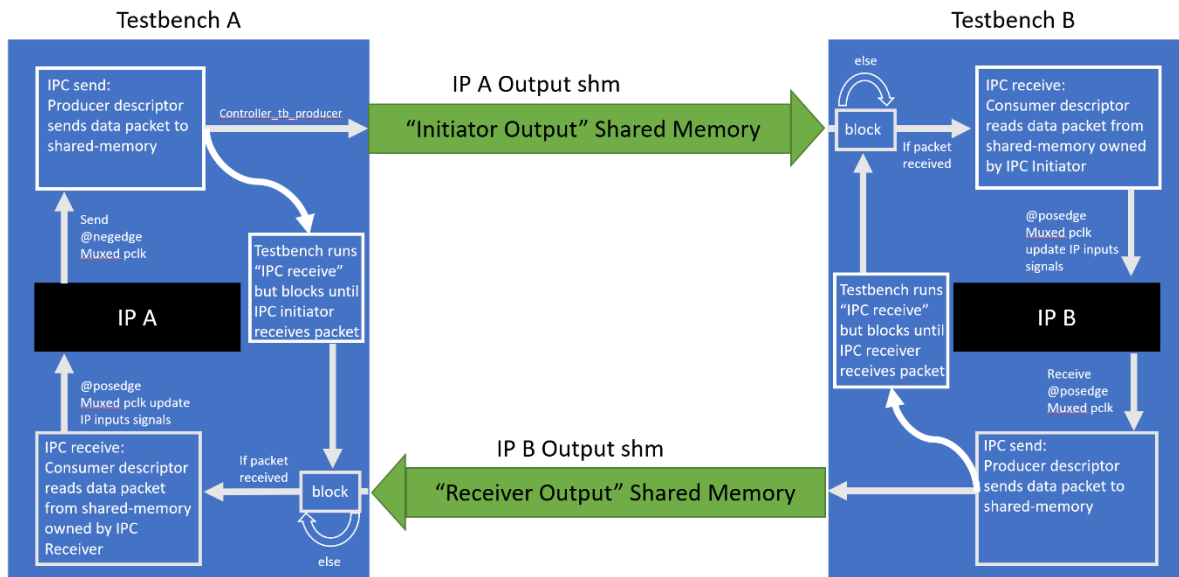 Testbench A
IPC send:
Producer descriptor
sends data packet to
shared-memory
Controller_tb_producer
Send
@negedge
Muxed pclk
Testbench runs
“IPC receive”
but blocks until
IPC initiator
receives packet
IP A
@posedge
Muxed pclk update
IP inputs signals
IPC receive:
Consumer descriptor
reads data packet
from shared-memory
owned by IPC
Receiver
If packet
received
block
else
IP A Output shm
“Initiator Output” Shared Memory
IP B Output shm
“Receiver Output” Shared Memory
Testbench B
else
block
If packet
received
IPC receive:
Consumer descriptor
reads data packet from
shared-memory owned
by IPC Initiator
@posedge
Muxed pclk
update IP inputs
signals
Testbench runs
“IPC receive”
but blocks until
IPC receiver
receives packet
IP B
Receive
@posedge
Muxed pclk
IPC send:
Producer descriptor
sends data packet to
shared-memory